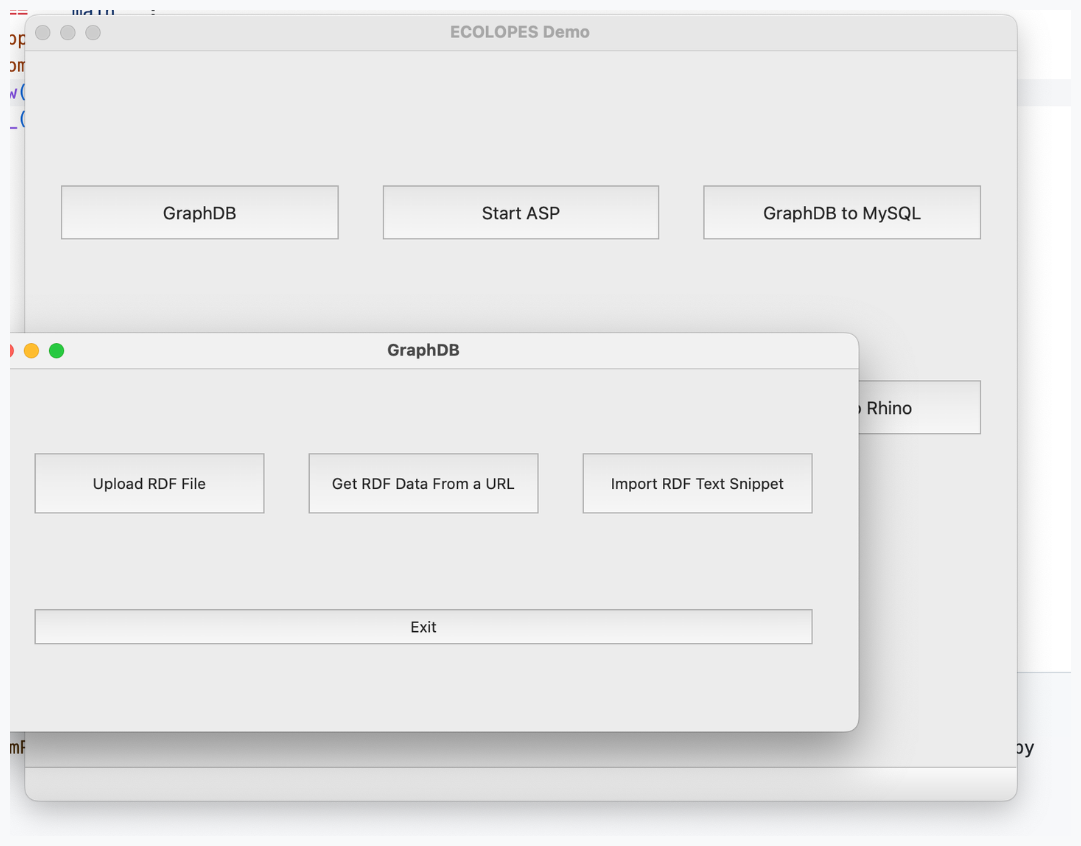 ECOLOPES Demo
GraphDB
Start ASP
GraphDB to MySQL
Rhino
GraphDB
Upload RDF File
Get RDF Data From a URL
Import RDF Text Snippet
Exit